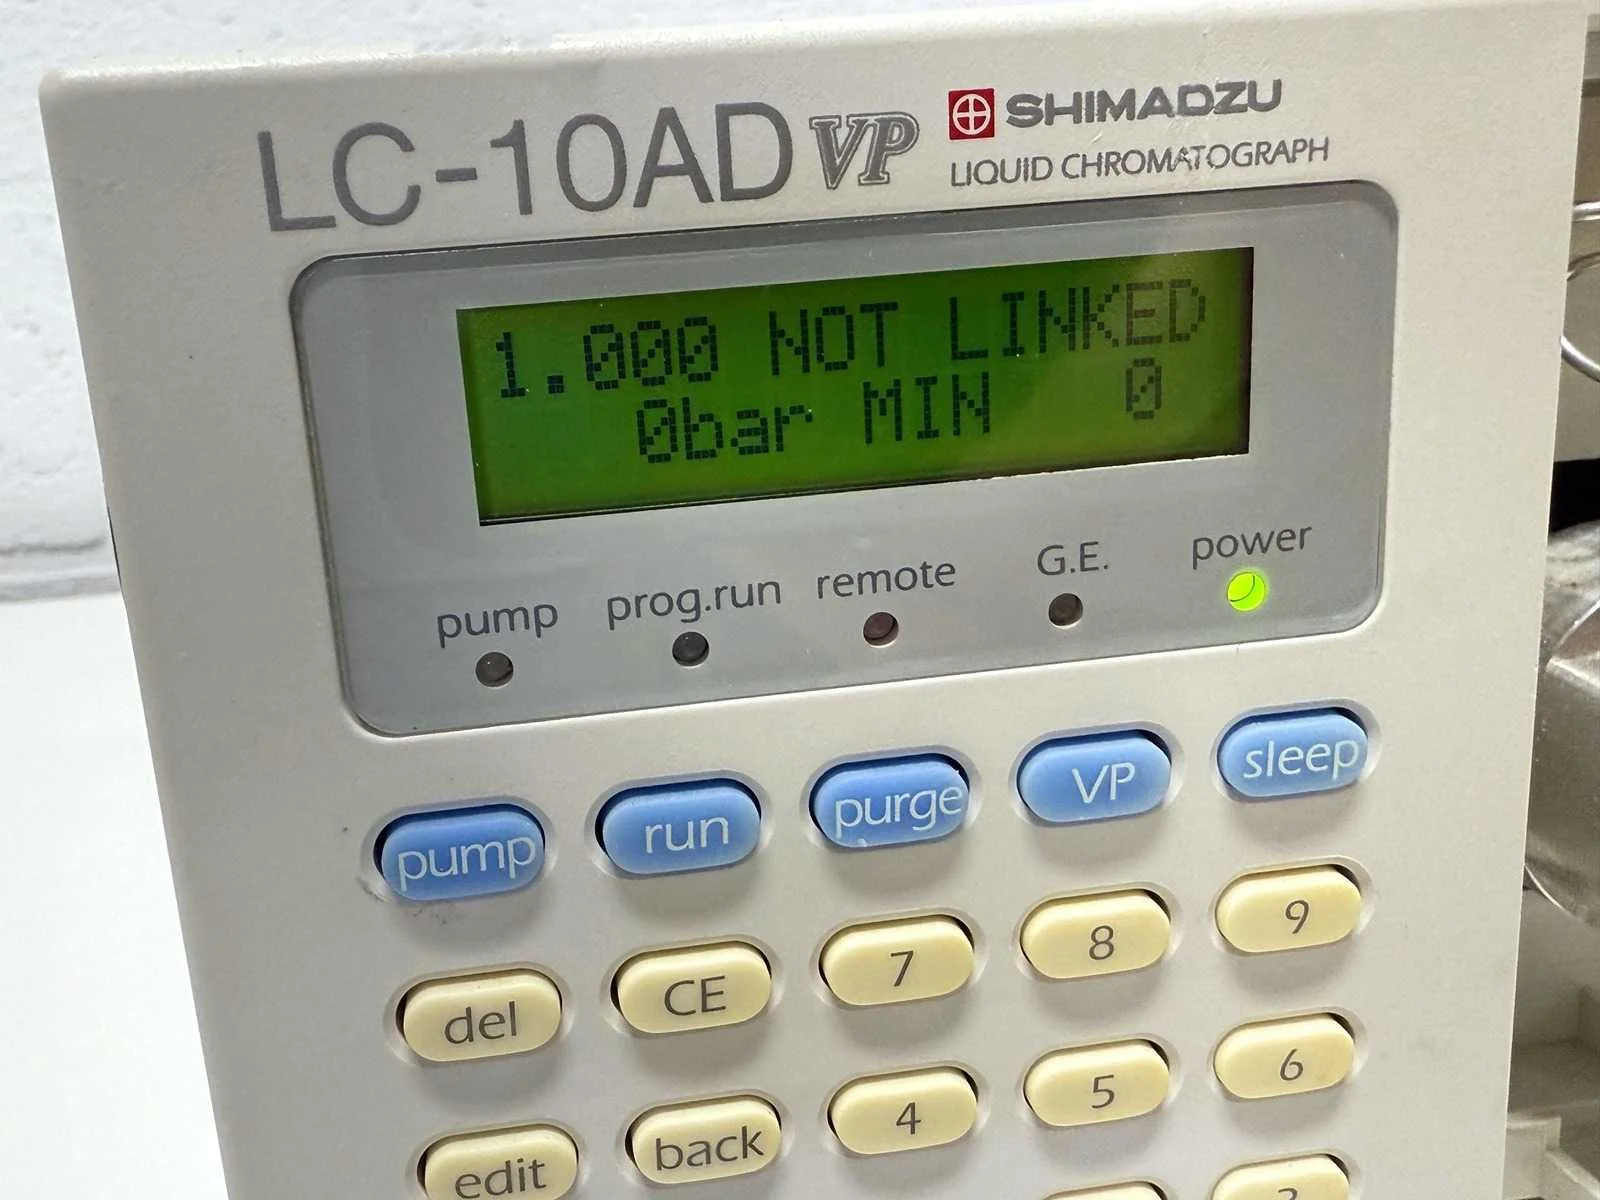 LC-10AD VP SHIMADZU
LIQUID CHROMATOGRAPH
1.000 NOT LINKED
0bar MIN 0
pump prog.run remote G.E. power
pump run purge VP sleep
del CE 7 8 9
edit back 4 5 6